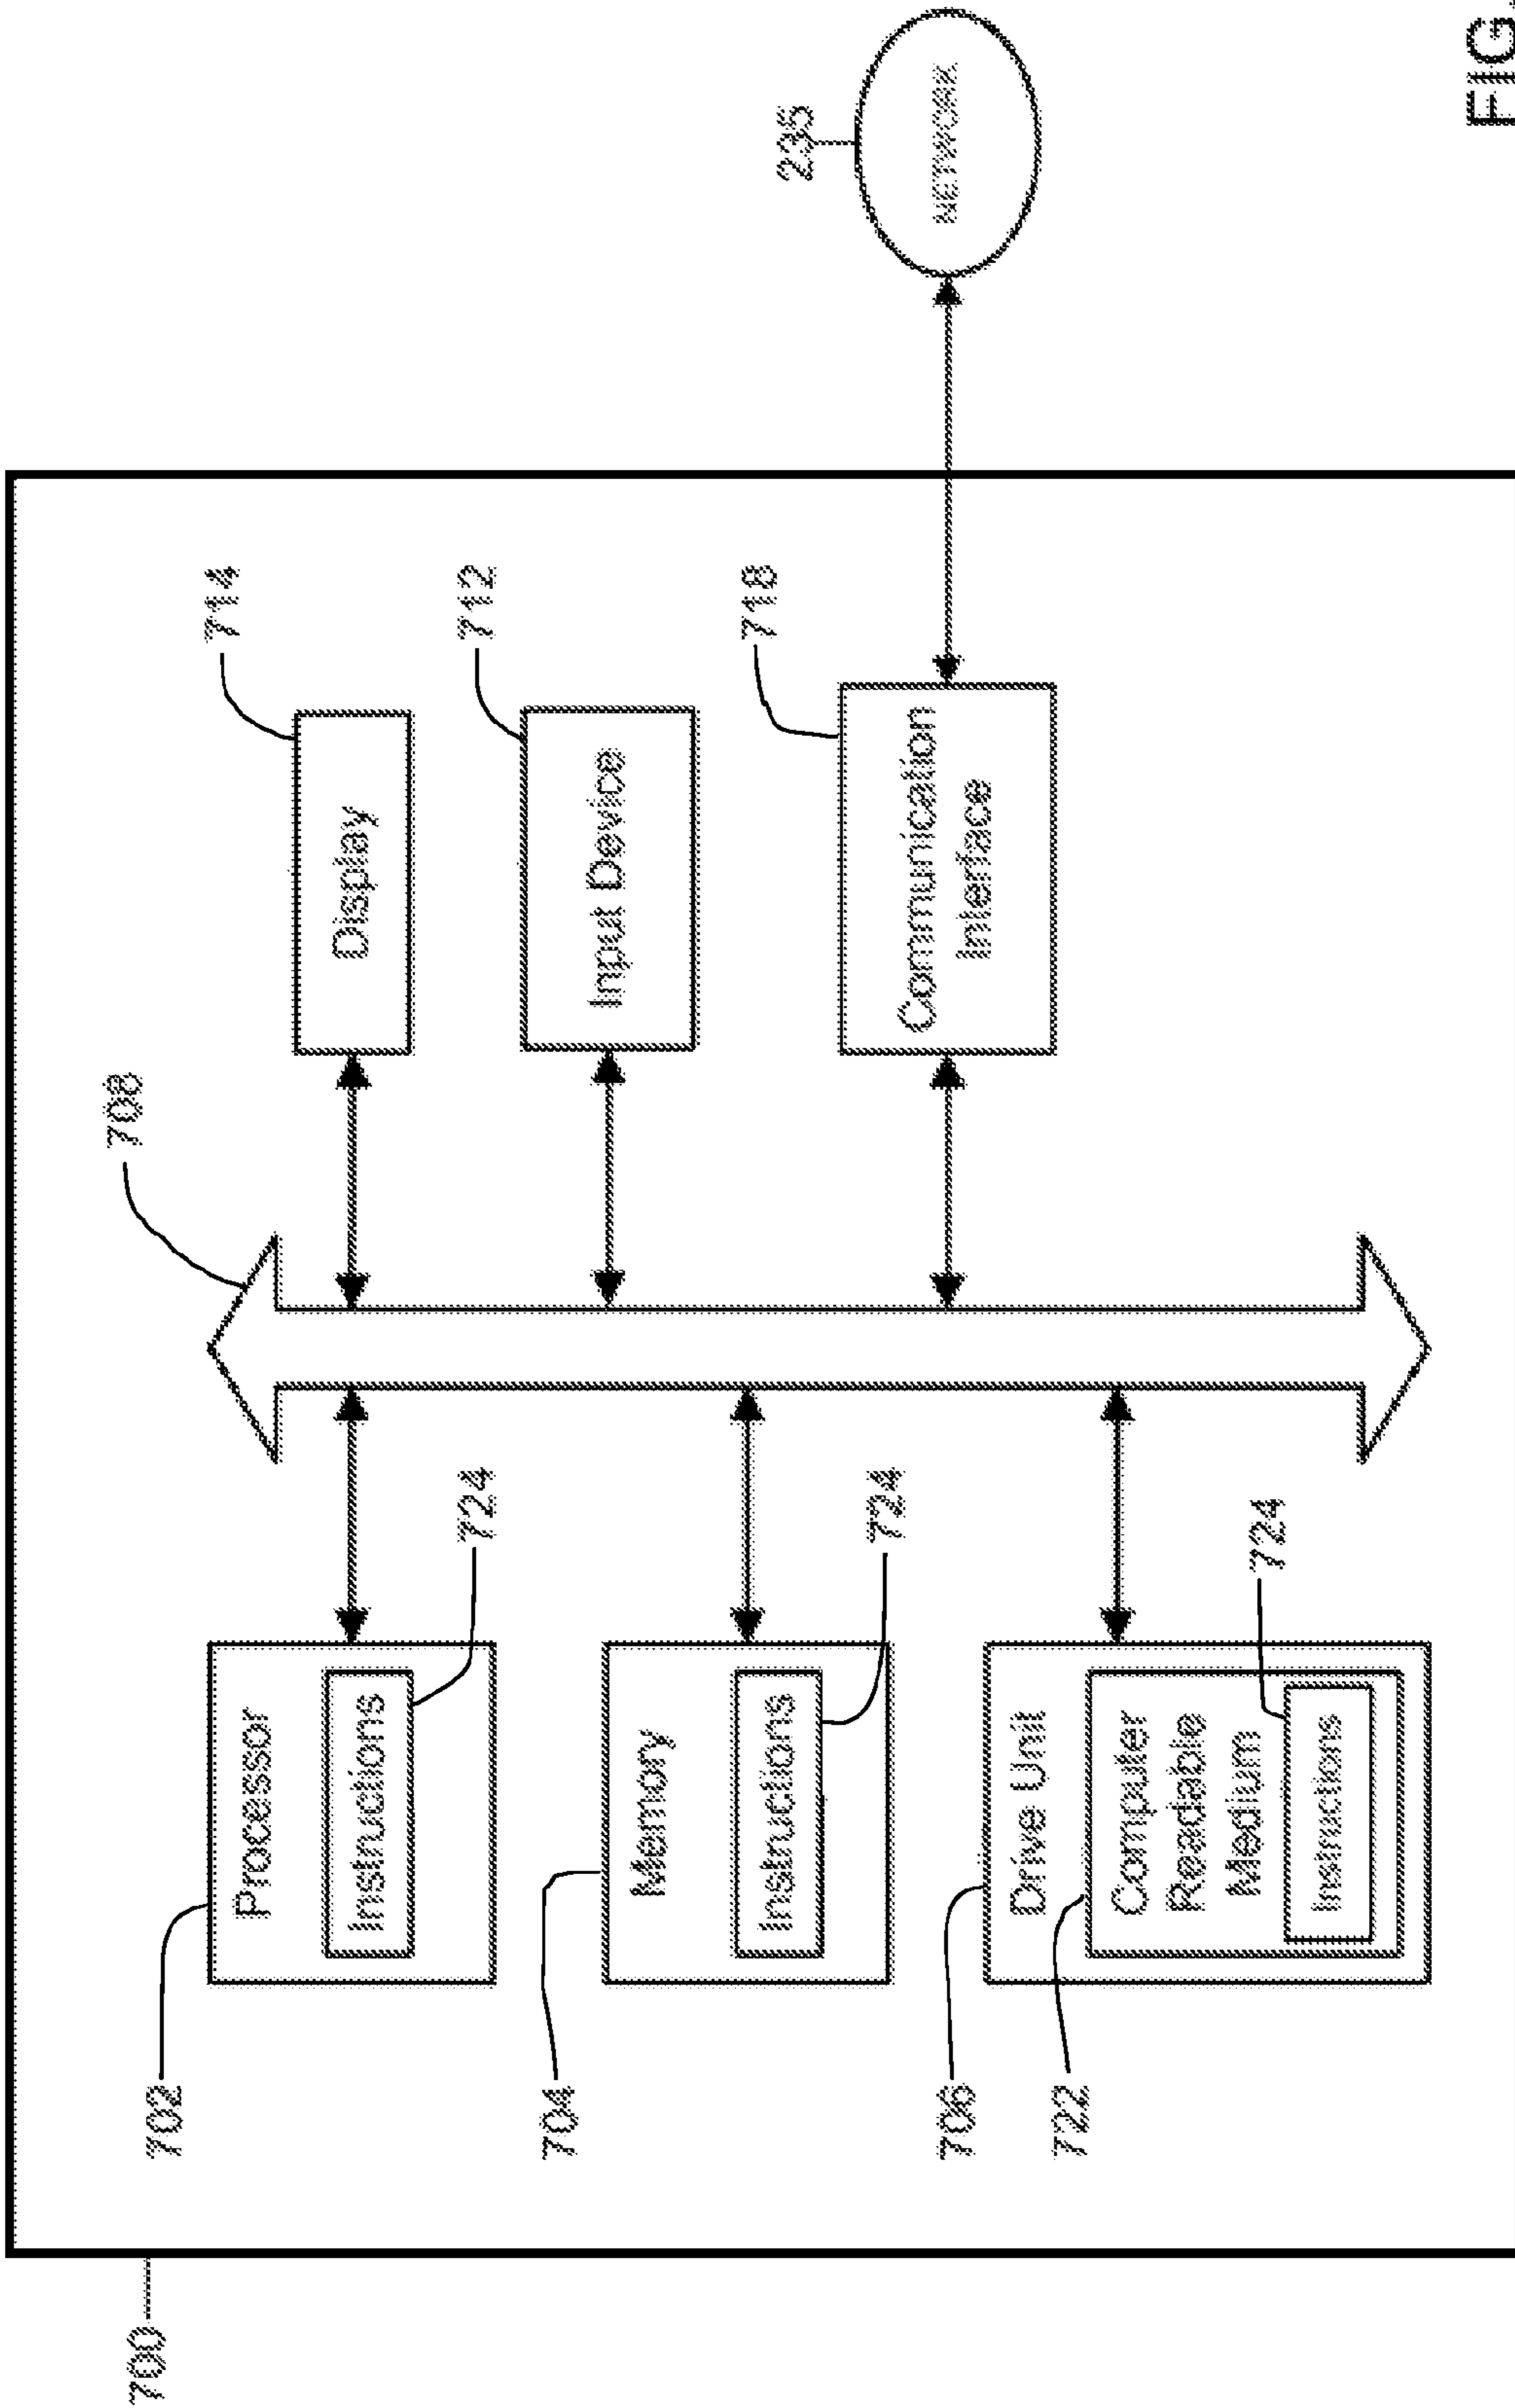 700
702
Processor
Instructions
724
704
Memory
Instructions
724
706
Drive Unit
722
Computer
Readable
Medium
Instructions
724
708
714
Display
712
Input Device
718
Communication
Interface
235
NETWORK
FIG.